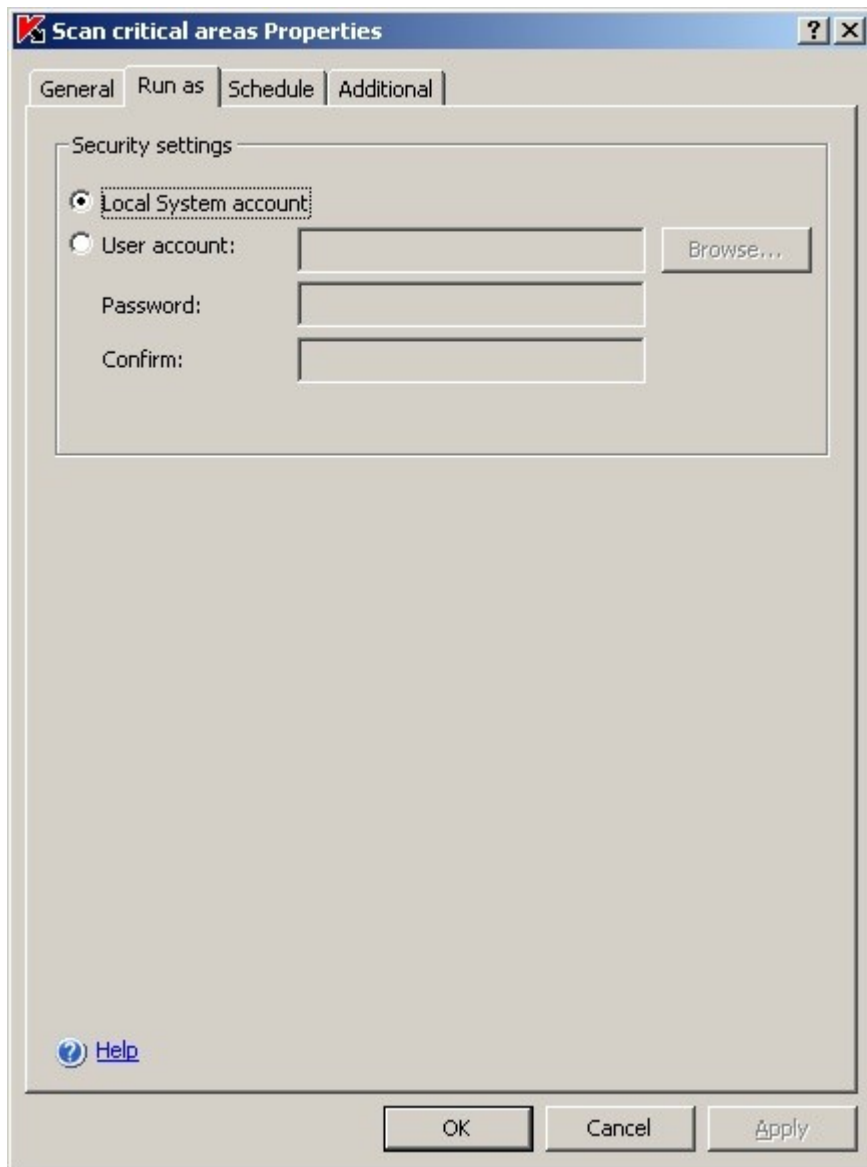 Scan critical areas Properties
General Run as Schedule Additional
Security settings
Local System account
User account: Browse...
Password:
Confirm:
Help
OK Cancel Apply